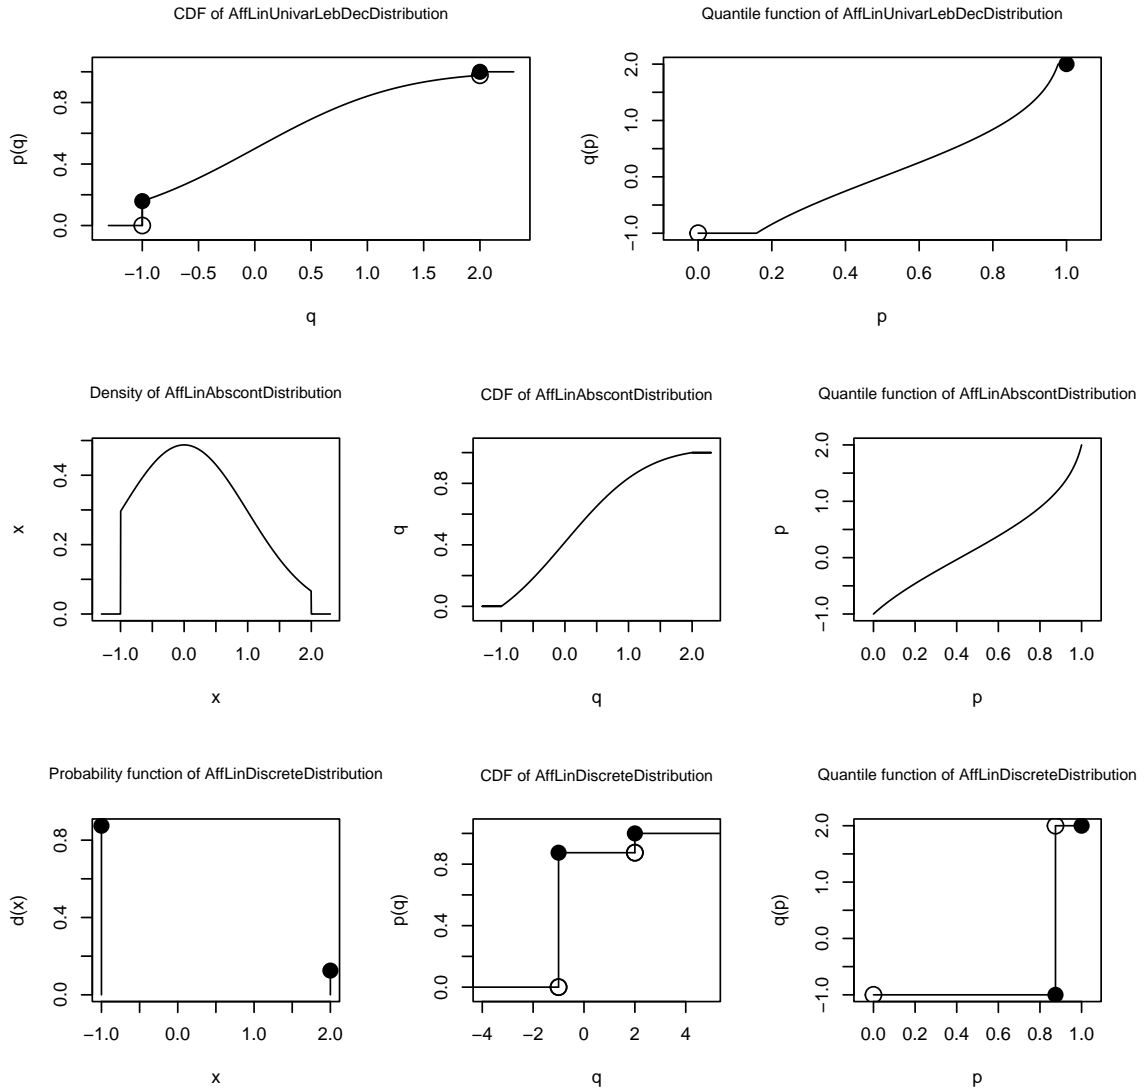 CDF of AffLinUnivarLebDecDistribution
Quantile function of AffLinUnivarLebDecDistribution
p(q)
0.0 0.4 0.8
−1.0 −0.5 0.0 0.5 1.0 1.5 2.0
q
q(p)
−1.0 0.0 1.0 2.0
0.0 0.2 0.4 0.6 0.8 1.0
p
Density of AffLinAbscontDistribution
CDF of AffLinAbscontDistribution
Quantile function of AffLinAbscontDistribution
x
0.0 0.2 0.4
−1.0 0.0 1.0 2.0
x
q
0.0 0.4 0.8
−1.0 0.0 1.0 2.0
q
p
−1.0 0.0 1.0 2.0
0.0 0.2 0.4 0.6 0.8 1.0
p
Probability function of AffLinDiscreteDistribution
CDF of AffLinDiscreteDistribution
Quantile function of AffLinDiscreteDistribution
d(x)
0.0 0.4 0.8
−1.0 0.0 1.0 2.0
x
p(q)
0.0 0.4 0.8
−4 −2 0 2 4
q
q(p)
−1.0 0.0 1.0 2.0
0.0 0.2 0.4 0.6 0.8 1.0
p